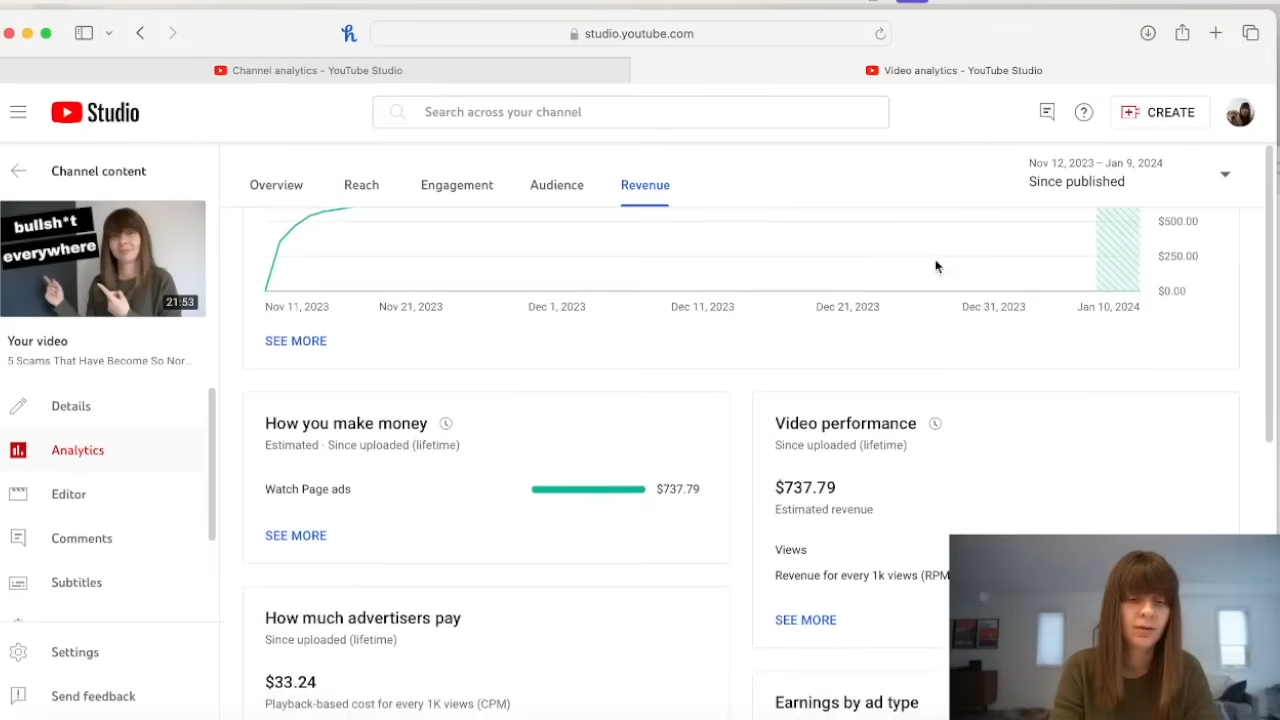 studio.youtube.com
Channel analytics - YouTube Studio
Video analytics - YouTube Studio
Studio
Search across your channel
CREATE
Channel content
bullsh*t
everywhere
21:53
Your video
5 Scams That Have Become So Nor...
Details
Analytics
Editor
Comments
Subtitles
Settings
Send feedback
Overview
Reach
Engagement
Audience
Revenue
Nov 12, 2023 – Jan 9, 2024
Since published
$500.00
$250.00
$0.00
Nov 11, 2023
Nov 21, 2023
Dec 1, 2023
Dec 11, 2023
Dec 21, 2023
Dec 31, 2023
Jan 10, 2024
SEE MORE
How you make money
Estimated · Since uploaded (lifetime)
Watch Page ads
$737.79
SEE MORE
Video performance
Since uploaded (lifetime)
$737.79
Estimated revenue
Views
Revenue for every 1k views (RPM
SEE MORE
How much advertisers pay
Since uploaded (lifetime)
$33.24
Playback-based cost for every 1K views (CPM)
Earnings by ad type